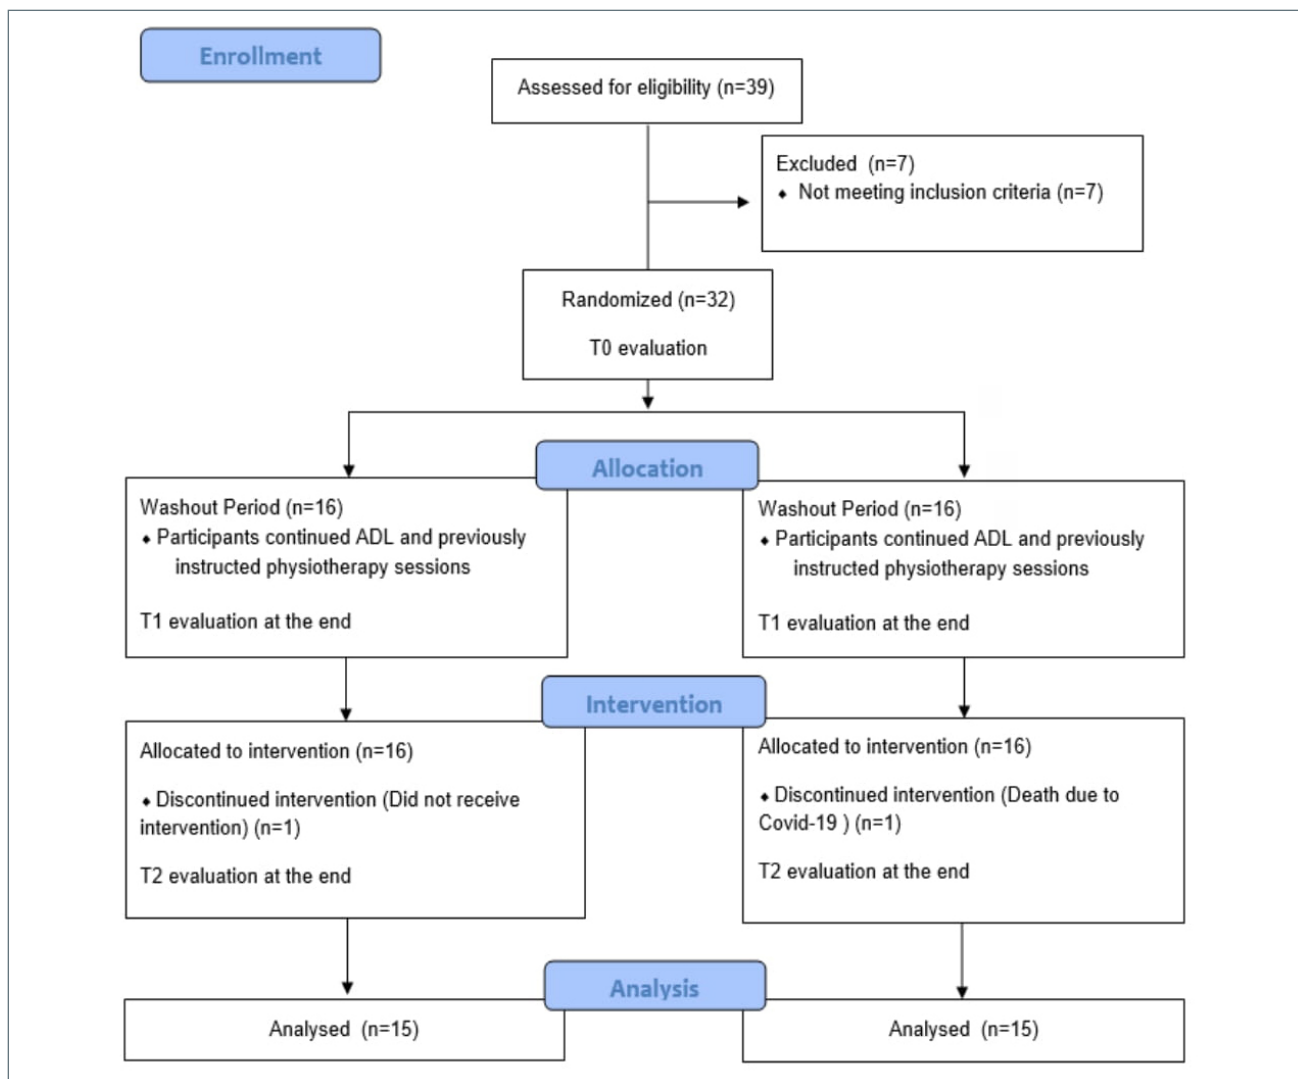 Enrollment
Assessed for eligibility (n=39)
Excluded  (n=7)
⬧ Not meeting inclusion criteria (n=7)
Randomized (n=32)
T0 evaluation
Allocation
Washout Period (n=16)
⬧ Participants continued ADL and previously
instructed physiotherapy sessions
T1 evaluation at the end
Washout Period (n=16)
⬧ Participants continued ADL and previously
instructed physiotherapy sessions
T1 evaluation at the end
Intervention
Allocated to intervention (n=16)
⬧ Discontinued intervention (Did not receive
intervention) (n=1)
T2 evaluation at the end
Allocated to intervention (n=16)
⬧ Discontinued intervention (Death due to
Covid-19 ) (n=1)
T2 evaluation at the end
Analysis
Analysed  (n=15)
Analysed  (n=15)